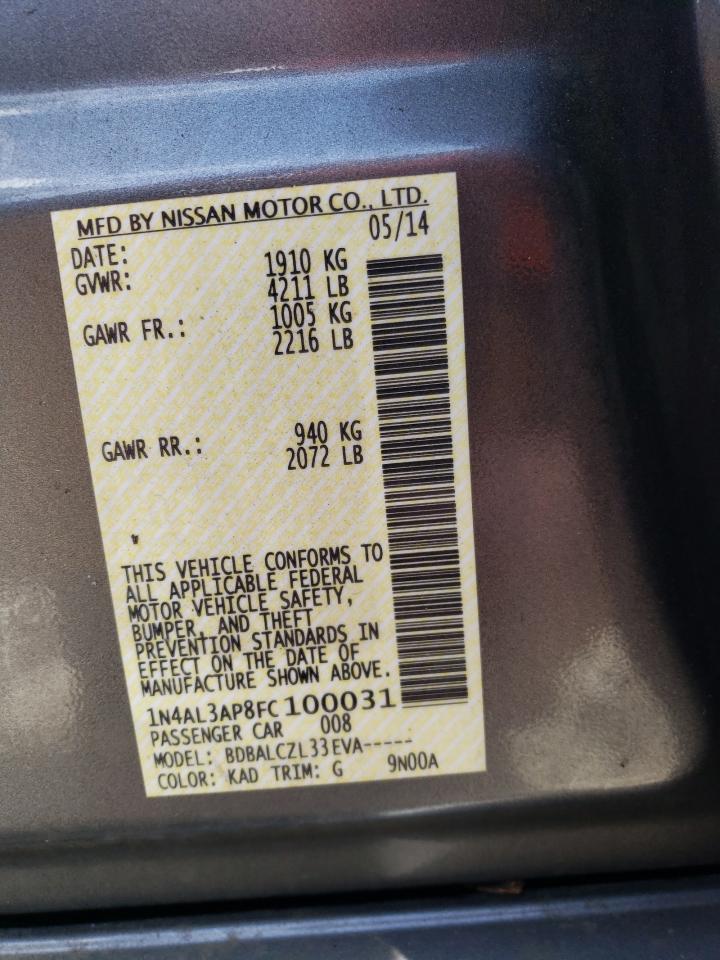 MFD BY NISSAN MOTOR CO., LTD.
DATE: 05/14
GVWR: 1910 KG
4211 LB
GAWR FR.: 1005 KG
2216 LB
GAWR RR.: 940 KG
2072 LB
THIS VEHICLE CONFORMS TO
ALL APPLICABLE FEDERAL
MOTOR VEHICLE SAFETY,
BUMPER, AND THEFT
PREVENTION STANDARDS IN
EFFECT ON THE DATE OF
MANUFACTURE SHOWN ABOVE.
1N4AL3AP8FC100031
PASSENGER CAR 008
MODEL: BDBALCZL33EVA-----
COLOR: KAD TRIM: G 9N00A